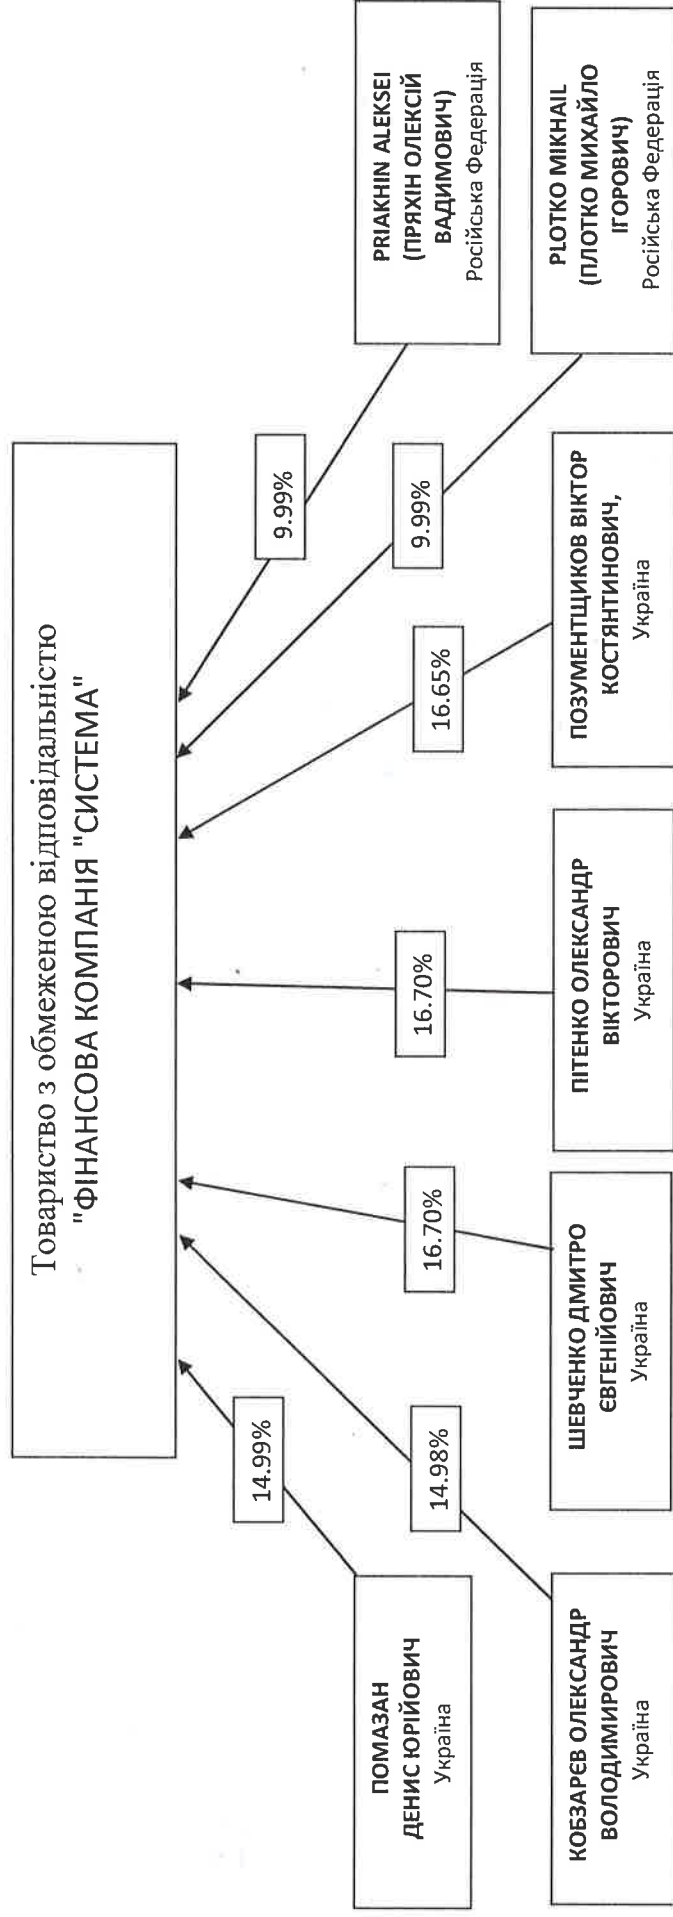 Товариство з обмеженою відповідальністю
"ФІНАНСОВА КОМПАНІЯ "СИСТЕМА"
14.99%
14.98%
16.70%
16.70%
16.65%
9.99%
9.99%
ПОМАЗАН
ДЕНИС ЮРІЙОВИЧ
Україна
КОБЗАРЄВ ОЛЕКСАНДР
ВОЛОДИМИРОВИЧ
Україна
ШЕВЧЕНКО ДМИТРО
ЄВГЕНІЙОВИЧ
Україна
ПІТЕНКО ОЛЕКСАНДР
ВІКТОРОВИЧ
Україна
ПОЗУМЕНТЩИКОВ ВІКТОР
КОСТЯНТИНОВИЧ,
Україна
PRIAKHIN ALEKSEI
(ПРЯХІН ОЛЕКСІЙ
ВАДИМОВИЧ)
Російська Федерація
PLOTKO MIKHAIL
(ПЛОТКО МИХАЙЛО
ІГОРОВИЧ)
Російська Федерація